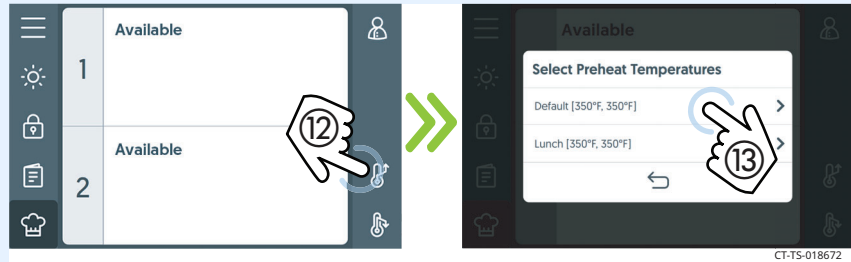 1
Available
2
Available
⑫
Available
Select Preheat Temperatures
Default [350°F, 350°F]
Lunch [350°F, 350°F]
⑬
CT-TS-018672